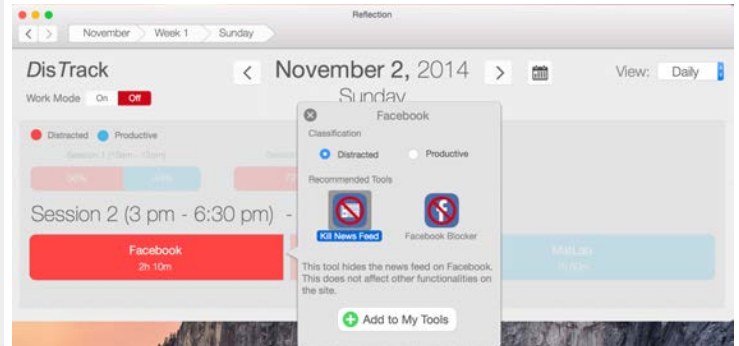 Reflection
November Week 1 Sunday
DisTrack
November 2, 2014
View: Daily
Work Mode On Off
Sunday
Facebook
Classification
Distracted Productive
Distracted Productive
Recommended Tools
Session 2 (3 pm - 6:30 pm) -
Kill News Feed Facebook Blocker
Facebook
2h 10m
This tool hides the news feed on Facebook.
This does not affect other functionalities on
the site.
Add to My Tools